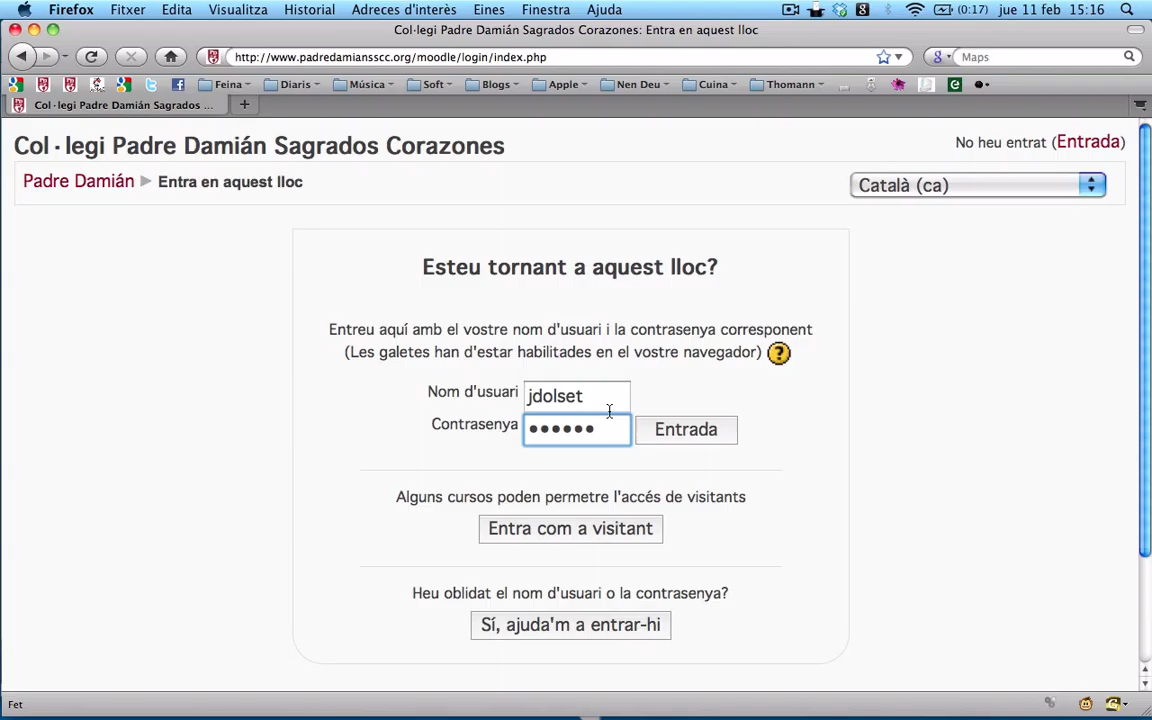 Firefox Fitxer Edita Visualitza Historial Adreces d'interès Eines Finestra Ajuda (0:17) jue 11 feb 15:16
Col·legi Padre Damián Sagrados Corazones: Entra en aquest lloc
http://www.padredamiansscc.org/moodle/login/index.php Maps
Feina Diaris Música Soft Blogs Apple Nen Deu Cuina Thomann
Col·legi Padre Damián Sagrados ...
Col·legi Padre Damián Sagrados Corazones
No heu entrat (Entrada)
Padre Damián ► Entra en aquest lloc
Català (ca)
Esteu tornant a aquest lloc?
Entreu aquí amb el vostre nom d'usuari i la contrasenya corresponent
(Les galetes han d'estar habilitades en el vostre navegador) ?
Nom d'usuari jdolset
Contrasenya •••••• Entrada
Alguns cursos poden permetre l'accés de visitants
Entra com a visitant
Heu oblidat el nom d'usuari o la contrasenya?
Sí, ajuda'm a entrar-hi
Fet